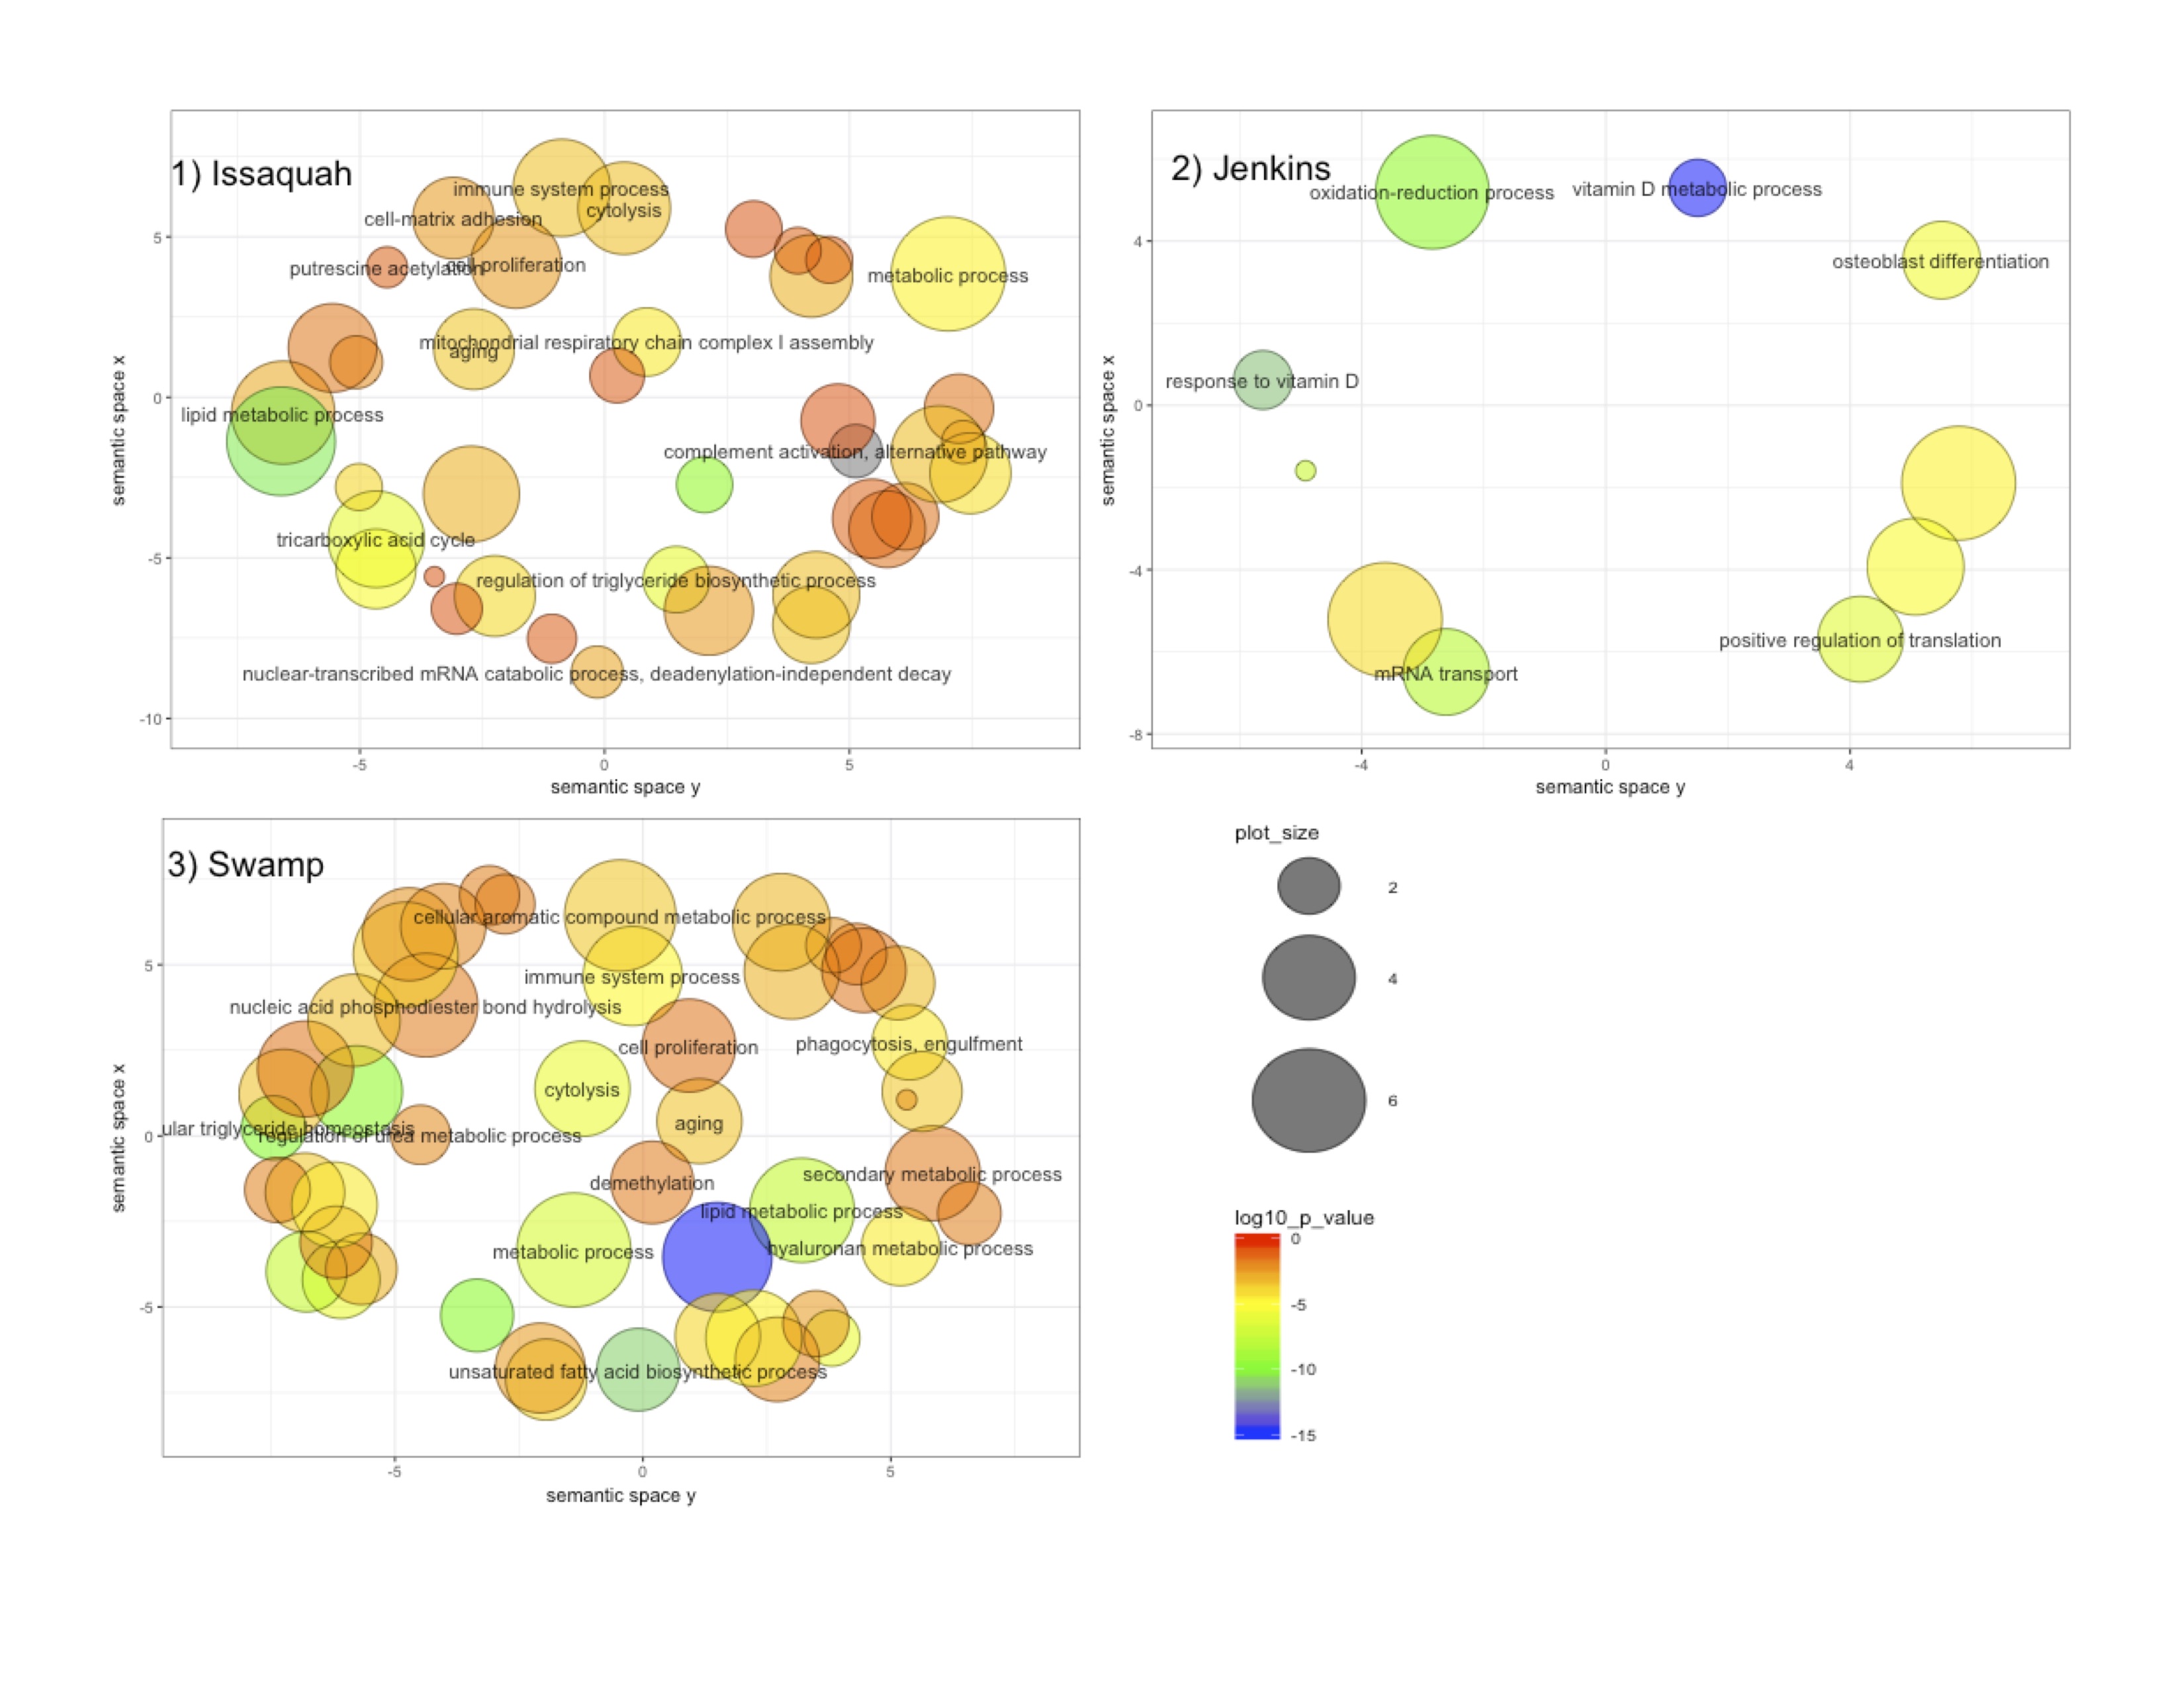 1) Issaquah
immune system process
cytolysis
cell-matrix adhesion
putrescine acetylation
cell proliferation
metabolic process
mitochondrial respiratory chain complex I assembly
aging
lipid metabolic process
complement activation, alternative pathway
tricarboxylic acid cycle
regulation of triglyceride biosynthetic process
nuclear-transcribed mRNA catabolic process, deadenylation-independent decay
5
0
-5
-10
semantic space x
-5
0
5
semantic space y
2) Jenkins
oxidation-reduction process
vitamin D metabolic process
osteoblast differentiation
response to vitamin D
positive regulation of translation
mRNA transport
4
0
-4
-8
semantic space x
-4
0
4
semantic space y
3) Swamp
cellular aromatic compound metabolic process
immune system process
nucleic acid phosphodiester bond hydrolysis
cell proliferation
phagocytosis, engulfment
cytolysis
aging
ular triglyceride homeostasis
regulation of urea metabolic process
secondary metabolic process
demethylation
lipid metabolic process
metabolic process
hyaluronan metabolic process
unsaturated fatty acid biosynthetic process
5
0
-5
semantic space x
-5
0
5
semantic space y
plot_size
2
4
6
log10_p_value
0
-5
-10
-15